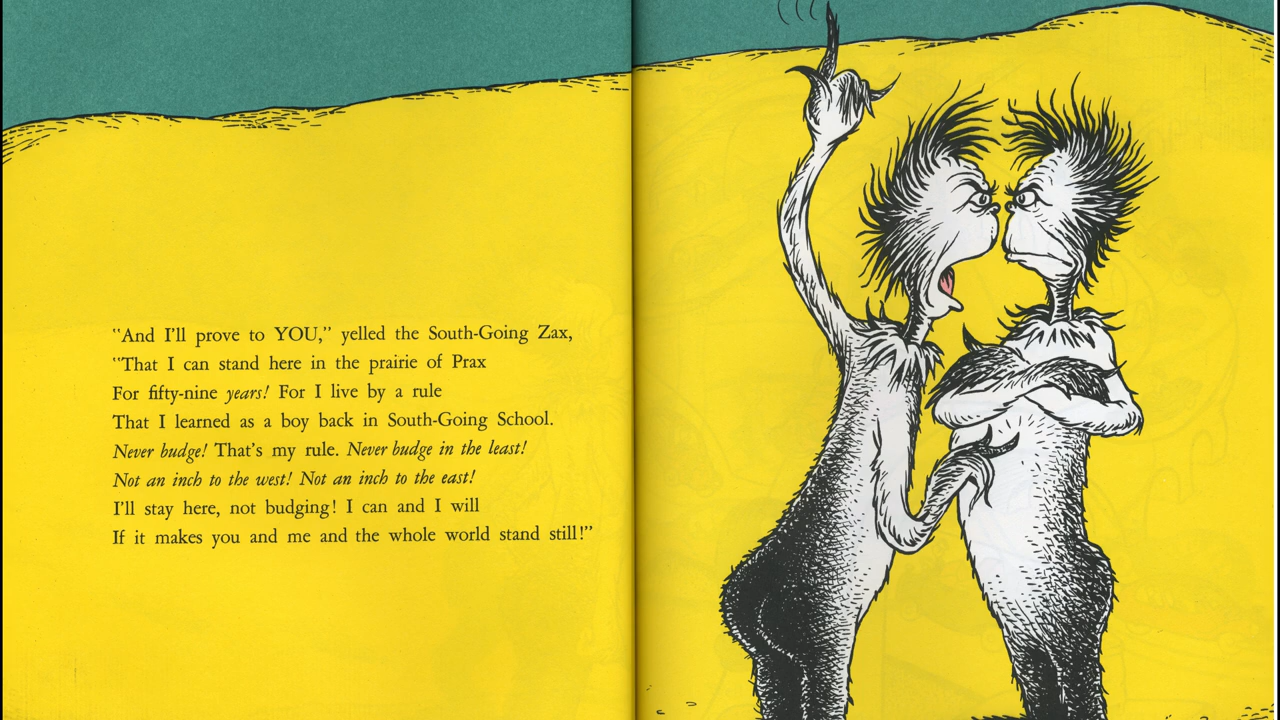 "And I'll prove to YOU," yelled the South-Going Zax,
"That I can stand here in the prairie of Prax
For fifty-nine years! For I live by a rule
That I learned as a boy back in South-Going School.
Never budge! That's my rule. Never budge in the least!
Not an inch to the west! Not an inch to the east!
I'll stay here, not budging! I can and I will
If it makes you and me and the whole world stand still!"